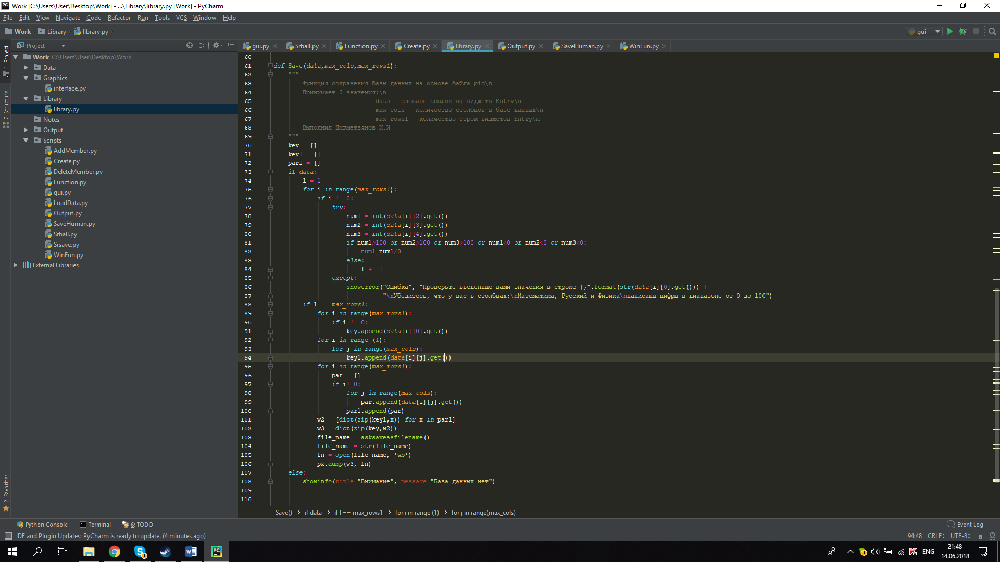 Work [C:\Users\User\Desktop\Work] - ...\Library\library.py [Work] - PyCharm
File Edit View Navigate Code Refactor Run Tools VCS Window Help
Work Library library.py gui
Project gui.py Srball.py Function.py Create.py library.py Output.py SaveHuman.py WinFun.py
1: Project
7: Structure
2: Favorites
Work C:\Users\User\Desktop\Work
Data
Graphics
interface.py
Library
library.py
Notes
Output
Scripts
AddMember.py
Create.py
DeleteMember.py
Function.py
gui.py
LoadData.py
Output.py
SaveHuman.py
Srball.py
Srsave.py
WinFun.py
External Libraries
60
61 def Save(data,max_cols,max_rows1):
62 """
63 Функция сохранения базы данных на основе файла pic\n
64 Принимает 3 значения:\n
65 data - словарь ссылок на виджеты Entry\n
66 max_cols - количество столбцов в базе данных\n
67 max_rows1 - количество строк виджетов Entry\n
68 Выполнил Нигметзянов И.И
69 """
70 key = []
71 key1 = []
72 par1 = []
73 if data:
74 l = 1
75 for i in range(max_rows1):
76 if i != 0:
77 try:
78 num1 = int(data[i][2].get())
79 num2 = int(data[i][3].get())
80 num3 = int(data[i][4].get())
81 if num1>100 or num2>100 or num3>100 or num1<0 or num2<0 or num3<0:
82 num1=num1/0
83 else:
84 l += 1
85 except:
86 showerror("Ошибка", "Проверьте введенные вами значения в строке {}".format(str(data[i][0].get())) +
87 "\nУбедитесь, что у вас в столбцах:\nМатематика, Русский и Физика\nнаписаны цифры в диапазоне от 0 до 100")
88 if l == max_rows1:
89 for i in range(max_rows1):
90 if i != 0:
91 key.append(data[i][0].get())
92 for i in range (1):
93 for j in range(max_cols):
94 key1.append(data[i][j].get())
95 for i in range(max_rows1):
96 par = []
97 if i!=0:
98 for j in range(max_cols):
99 par.append(data[i][j].get())
100 par1.append(par)
101 w2 = [dict(zip(key1,x)) for x in par1]
102 w3 = dict(zip(key,w2))
103 file_name = asksaveasfilename()
104 file_name = str(file_name)
105 fn = open(file_name, 'wb')
106 pk.dump(w3, fn)
107 else:
108 showinfo(title="Внимание", message="База данных нет")
109
110
Save() › if data › if l == max_rows1 › for i in range (1) › for j in range(max_cols)
Python Console Terminal 6: TODO Event Log
IDE and Plugin Updates: PyCharm is ready to update. (4 minutes ago) 94:48 CRLF UTF-8
ENG 21:48
14.06.2018